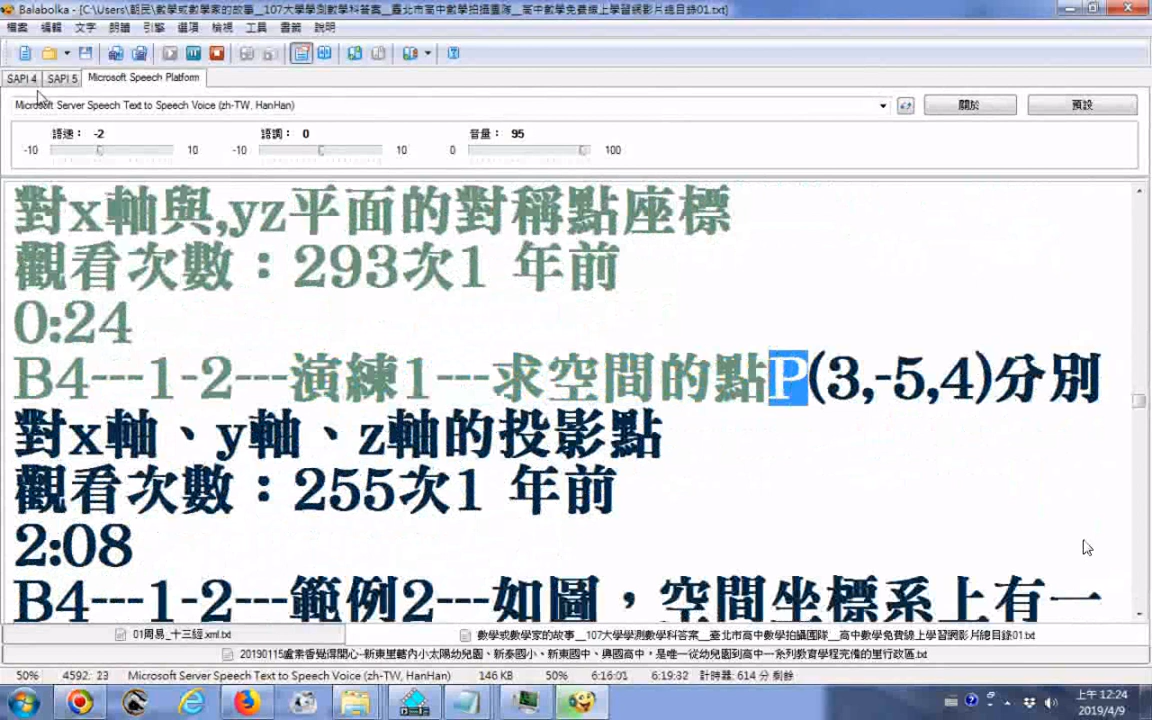 Balabolka - [C:\Users\朝民\數學或數學家的故事__107大學學測數學科答案__臺北市高中數學拍攝團隊__高中數學免費線上學習網影片總目錄01.txt]
檔案 編輯 文字 朗讀 引擎 選項 檢視 工具 書籤 說明
SAPI 4 SAPI 5 Microsoft Speech Platform
Microsoft Server Speech Text to Speech Voice (zh-TW, HanHan) 關於 預設
語速： -2 語調： 0 音量： 95
-10 10 -10 10 0 100
對x軸與,yz平面的對稱點座標
觀看次數：293次1 年前
0:24
B4---1-2---演練1---求空間的點P(3,-5,4)分別
對x軸、y軸、z軸的投影點
觀看次數：255次1 年前
2:08
B4---1-2---範例2---如圖，空間坐標系上有一
01周易_十三經.xml.txt 數學或數學家的故事__107大學學測數學科答案__臺北市高中數學拍攝團隊__高中數學免費線上學習網影片總目錄01.txt
20190115盧素香覺得開心-新東里轄內小太陽幼兒園、新泰國小、新東國中、興國高中，是唯一從幼兒園到高中一系列教育學程完備的里行政區.txt
50% 4592: 23 Microsoft Server Speech Text to Speech Voice (zh-TW, HanHan) 146 KB 50% 6:16:01 6:19:32 計時器: 614 分 剩餘
上午 12:24
2019/4/9